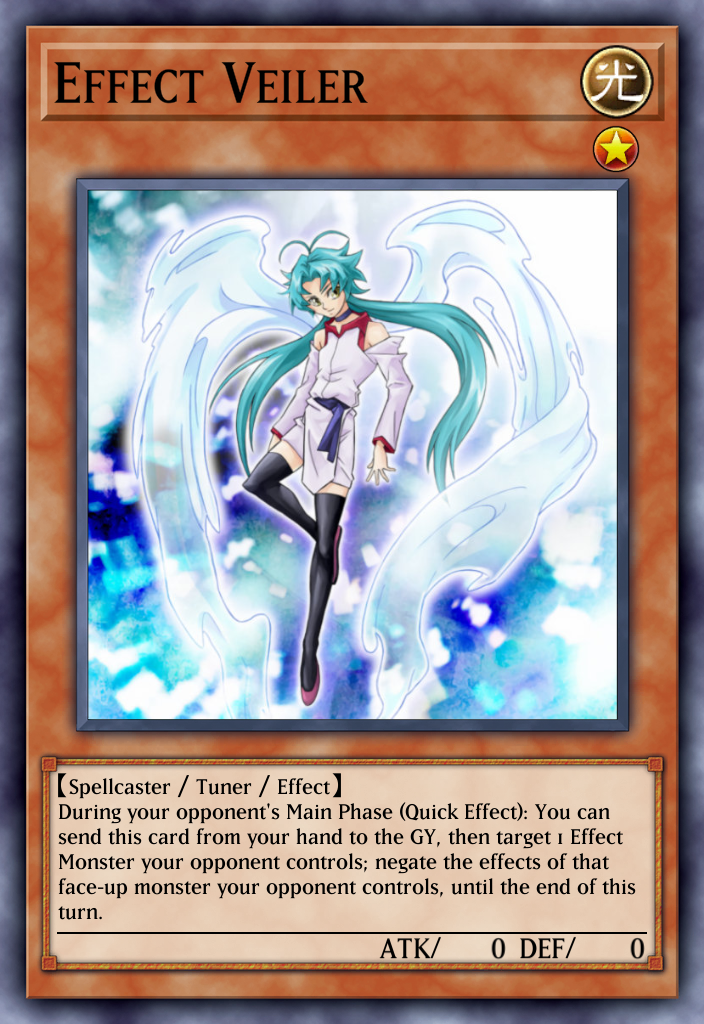 Effect Veiler
光
【Spellcaster / Tuner / Effect】
During your opponent's Main Phase (Quick Effect): You can
send this card from your hand to the GY, then target 1 Effect
Monster your opponent controls; negate the effects of that
face-up monster your opponent controls, until the end of this
turn.
ATK/ 0 DEF/ 0